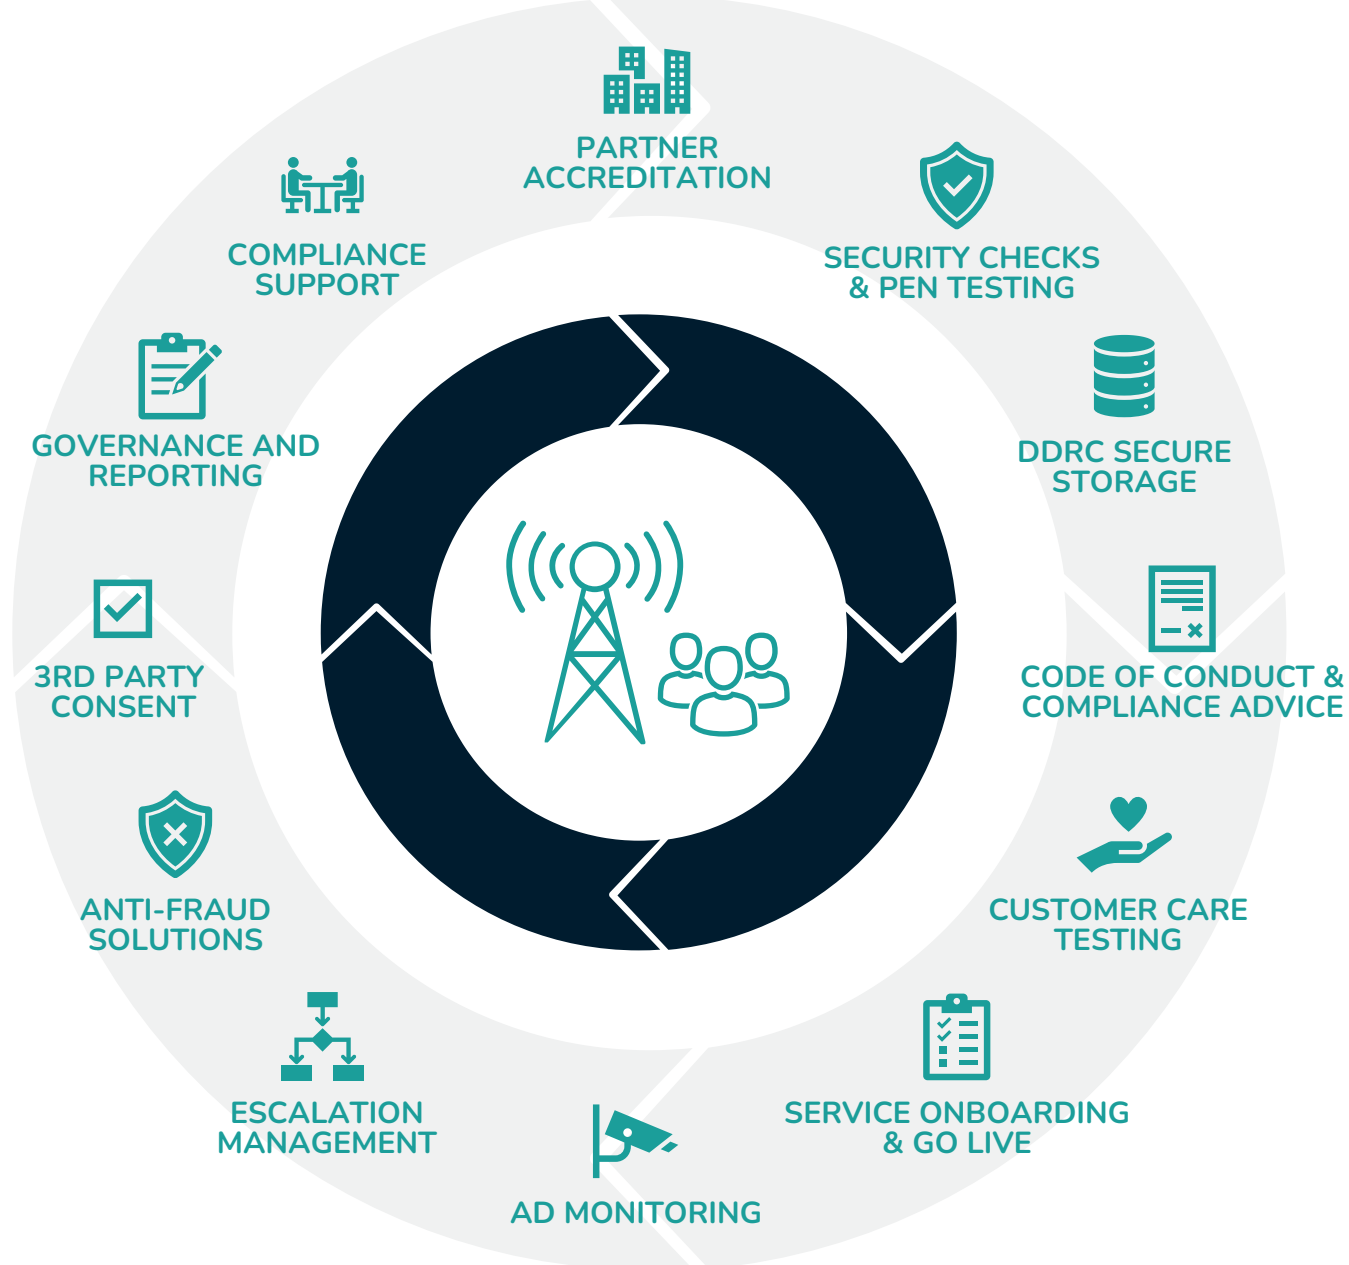 PARTNER
ACCREDITATION
SECURITY CHECKS
& PEN TESTING
DDRC SECURE
STORAGE
CODE OF CONDUCT &
COMPLIANCE ADVICE
CUSTOMER CARE
TESTING
SERVICE ONBOARDING
& GO LIVE
AD MONITORING
ESCALATION
MANAGEMENT
ANTI-FRAUD
SOLUTIONS
3RD PARTY
CONSENT
GOVERNANCE AND
REPORTING
COMPLIANCE
SUPPORT